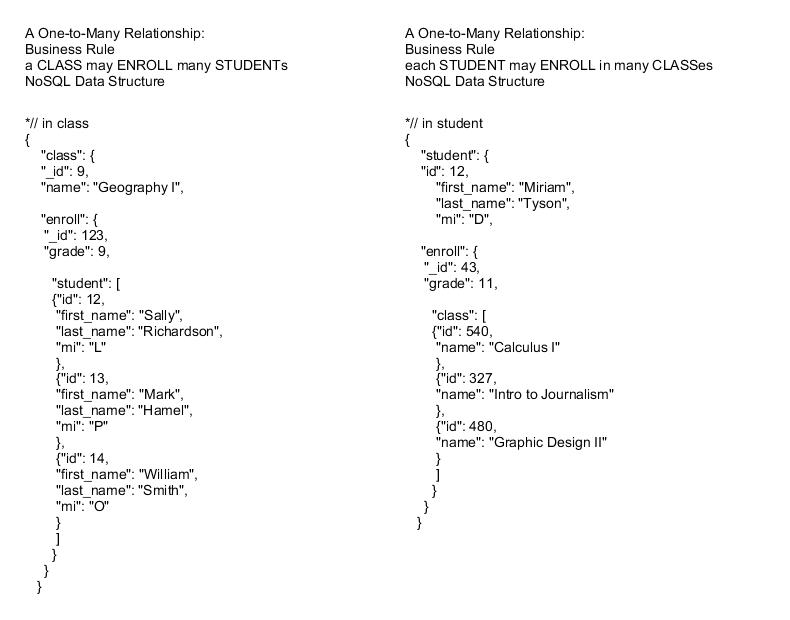 A One-to-Many Relationship:
Business Rule
a CLASS may ENROLL many STUDENTs
NoSQL Data Structure
*// in class
{
"class": {
"_id": 9,
"name": "Geography I",
"enroll": {
"_id": 123,
"grade": 9,
"student": [
{"id": 12,
"first_name": "Sally",
"last_name": "Richardson",
"mi": "L"
},
{"id": 13,
"first_name": "Mark",
"last_name": "Hamel",
"mi": "P"
},
{"id": 14,
"first_name": "William",
"last_name": "Smith",
"mi": "O"
}
]
}
}
}
A One-to-Many Relationship:
Business Rule
each STUDENT may ENROLL in many CLASSes
NoSQL Data Structure
*// in student
{
"student": {
"id": 12,
"first_name": "Miriam",
"last_name": "Tyson",
"mi": "D",
"enroll": {
"_id": 43,
"grade": 11,
"class": [
{"id": 540,
"name": "Calculus I"
},
{"id": 327,
"name": "Intro to Journalism"
},
{"id": 480,
"name": "Graphic Design II"
}
]
}
}
}